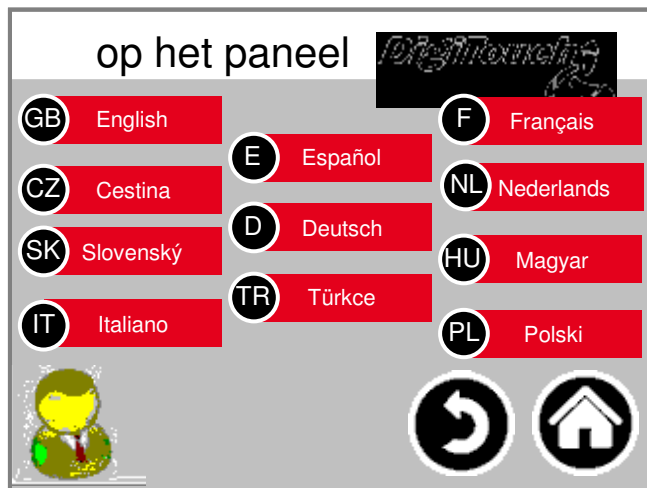 op het paneel DigiTouch
GB English
CZ Cestina
SK Slovenský
IT Italiano
E Español
D Deutsch
TR Türkce
F Français
NL Nederlands
HU Magyar
PL Polski